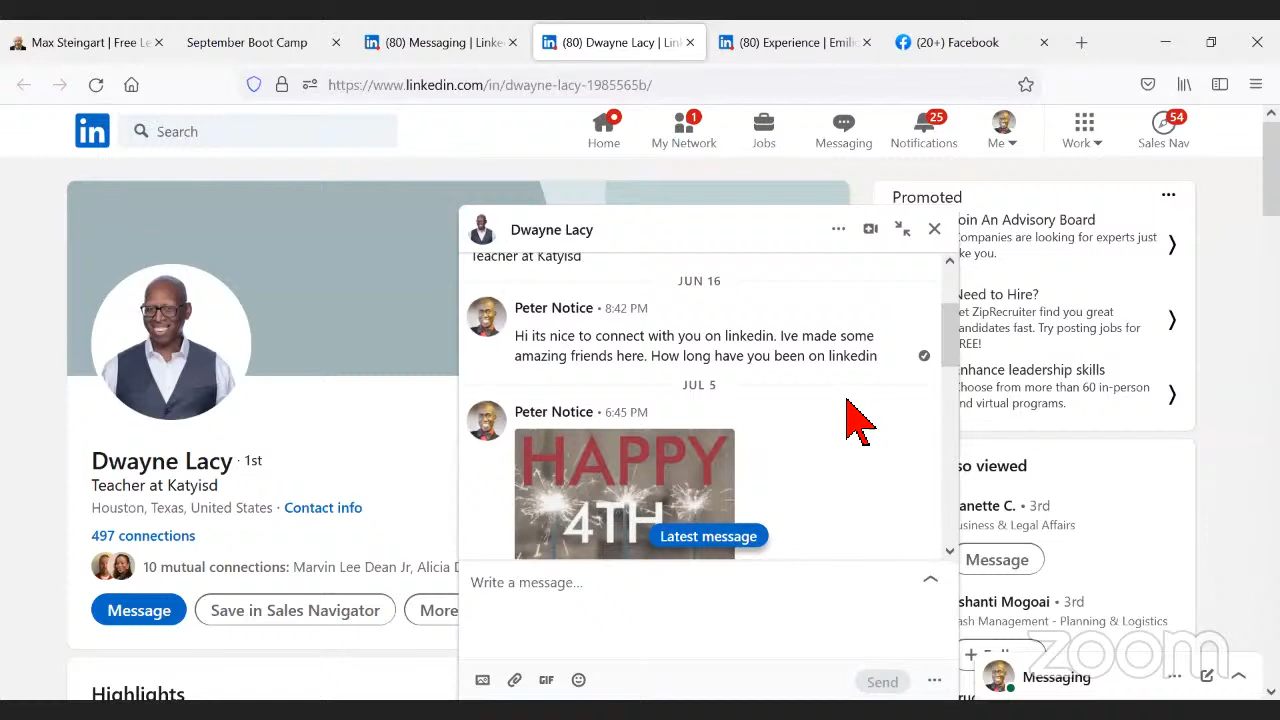 Max Steingart | Free Le
September Boot Camp
(80) Messaging | Linke
(80) Dwayne Lacy | Lin
(80) Experience | Emili
(20+) Facebook
https://www.linkedin.com/in/dwayne-lacy-1985565b/
in
Search
Home
1
My Network
Jobs
Messaging
25
Notifications
Me
Work
54
Sales Nav
Promoted
oin An Advisory Board
ompanies are looking for experts just
ke you.
Need to Hire?
et ZipRecruiter find you great
andidates fast. Try posting jobs for
REE!
nhance leadership skills
Choose from more than 60 in-person
nd virtual programs.
Dwayne Lacy
Teacher at Katyisd
JUN 16
Peter Notice • 8:42 PM
Hi its nice to connect with you on linkedin. Ive made some
amazing friends here. How long have you been on linkedin
JUL 5
Peter Notice • 6:45 PM
HAPPY
4TH
Latest message
Write a message...
GIF
Send
Dwayne Lacy · 1st
Teacher at Katyisd
Houston, Texas, United States · Contact info
497 connections
10 mutual connections: Marvin Lee Dean Jr, Alicia D
Message
Save in Sales Navigator
More
Highlights
so viewed
anette C. • 3rd
usiness & Legal Affairs
Message
shanti Mogoai • 3rd
ash Management - Planning & Logistics
zoom
Messaging